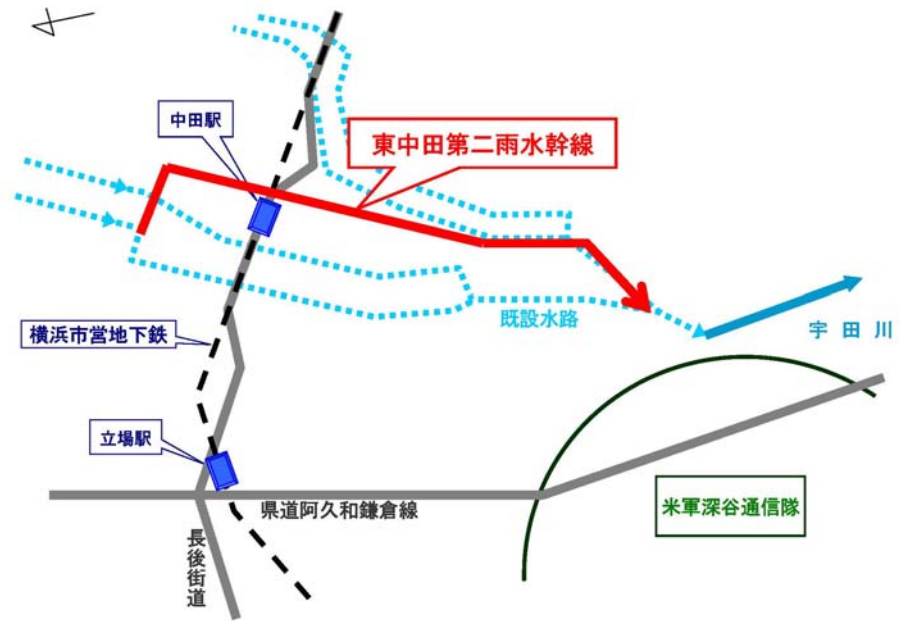 中田駅
東中田第二雨水幹線
既設水路
宇田川
横浜市営地下鉄
立場駅
県道阿久和鎌倉線
米軍深谷通信隊
長後街道